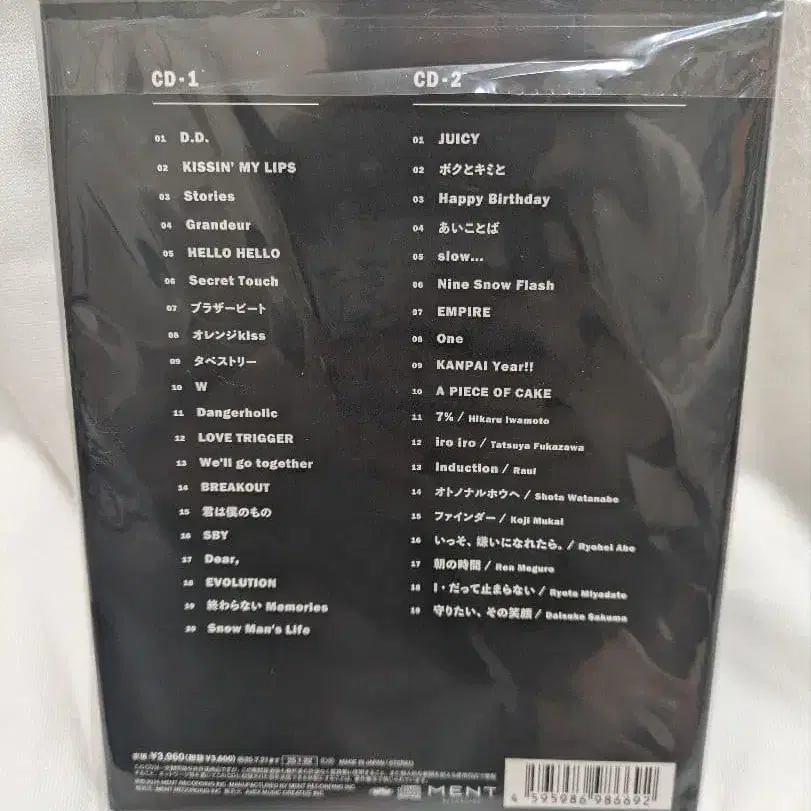 CD-1
01 D.D.
02 KISSIN' MY LIPS
03 Stories
04 Grandeur
05 HELLO HELLO
06 Secret Touch
07 ブラザービート
08 オレンジkiss
09 タペストリー
10 W
11 Dangerholic
12 LOVE TRIGGER
13 We'll go together
14 BREAKOUT
15 君は僕のもの
16 SBY
17 Dear,
18 EVOLUTION
19 終わらない Memories
20 Snow Man's Life
CD-2
01 JUICY
02 ボクとキミと
03 Happy Birthday
04 あいことば
05 slow...
06 Nine Snow Flash
07 EMPIRE
08 One
09 KANPAI Year!!
10 A PIECE OF CAKE
11 7% / Hikaru Iwamoto
12 iro iro / Tatsuya Fukazawa
13 Induction / Raul
14 オトノナルホウヘ / Shota Watanabe
15 ファインダー / Koji Mukai
16 いっそ、嫌いになれたら。 / Ryohei Abe
17 朝の時間 / Ren Meguro
18 I・だって止まらない / Ryota Miyadate
19 守りたい、その笑顔 / Daisuke Sakuma
定価 ¥3,960(税抜 ¥3,600) MADE IN JAPAN / STEREO
MENT
4 595986 986692